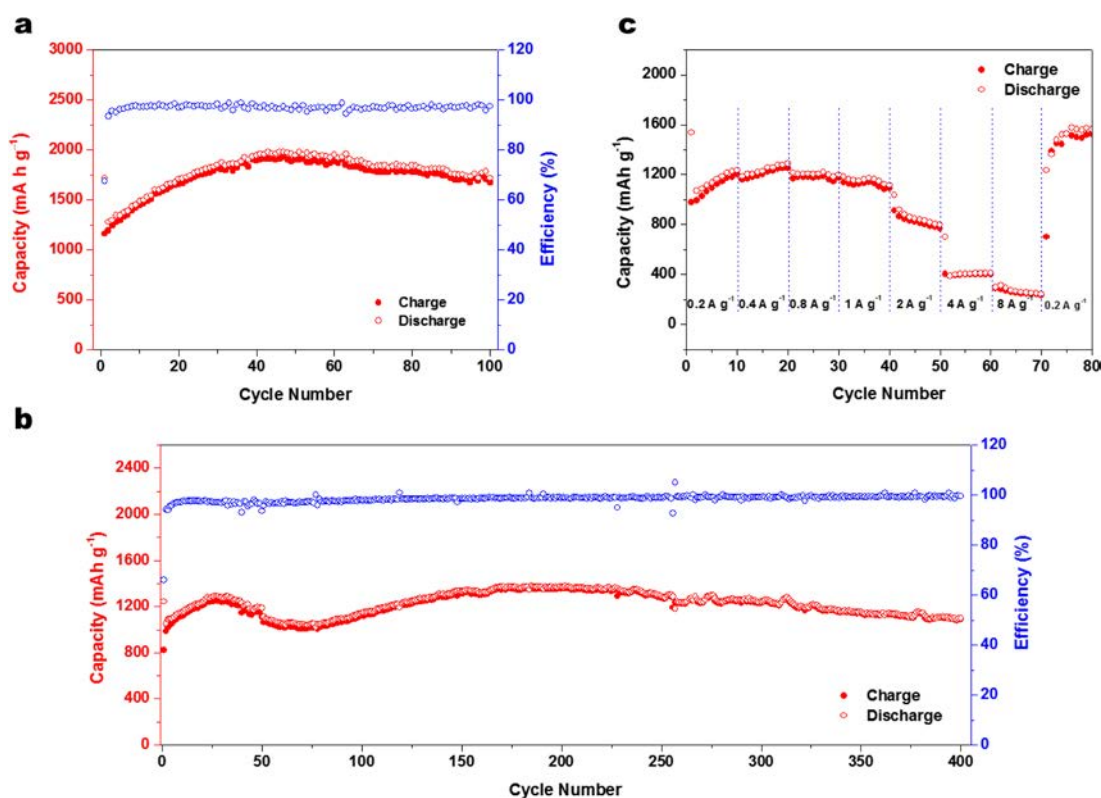 a
Capacity (mA h g⁻¹)
3000
2500
2000
1500
1000
500
0
120
100
80
60
40
20
0
Efficiency (%)
Charge
Discharge
0 20 40 60 80 100
Cycle Number
c
Capacity (mAh g⁻¹)
2000
1600
1200
800
400
0
Charge
Discharge
0.2 A g⁻¹ 0.4 A g⁻¹ 0.8 A g⁻¹ 1 A g⁻¹ 2 A g⁻¹ 4 A g⁻¹ 8 A g⁻¹ 0.2 A g⁻¹
0 10 20 30 40 50 60 70 80
Cycle Number
b
Capacity (mAh g⁻¹)
2400
2000
1600
1200
800
400
0
120
100
80
60
40
20
0
Efficiency (%)
Charge
Discharge
0 50 100 150 200 250 300 350 400
Cycle Number